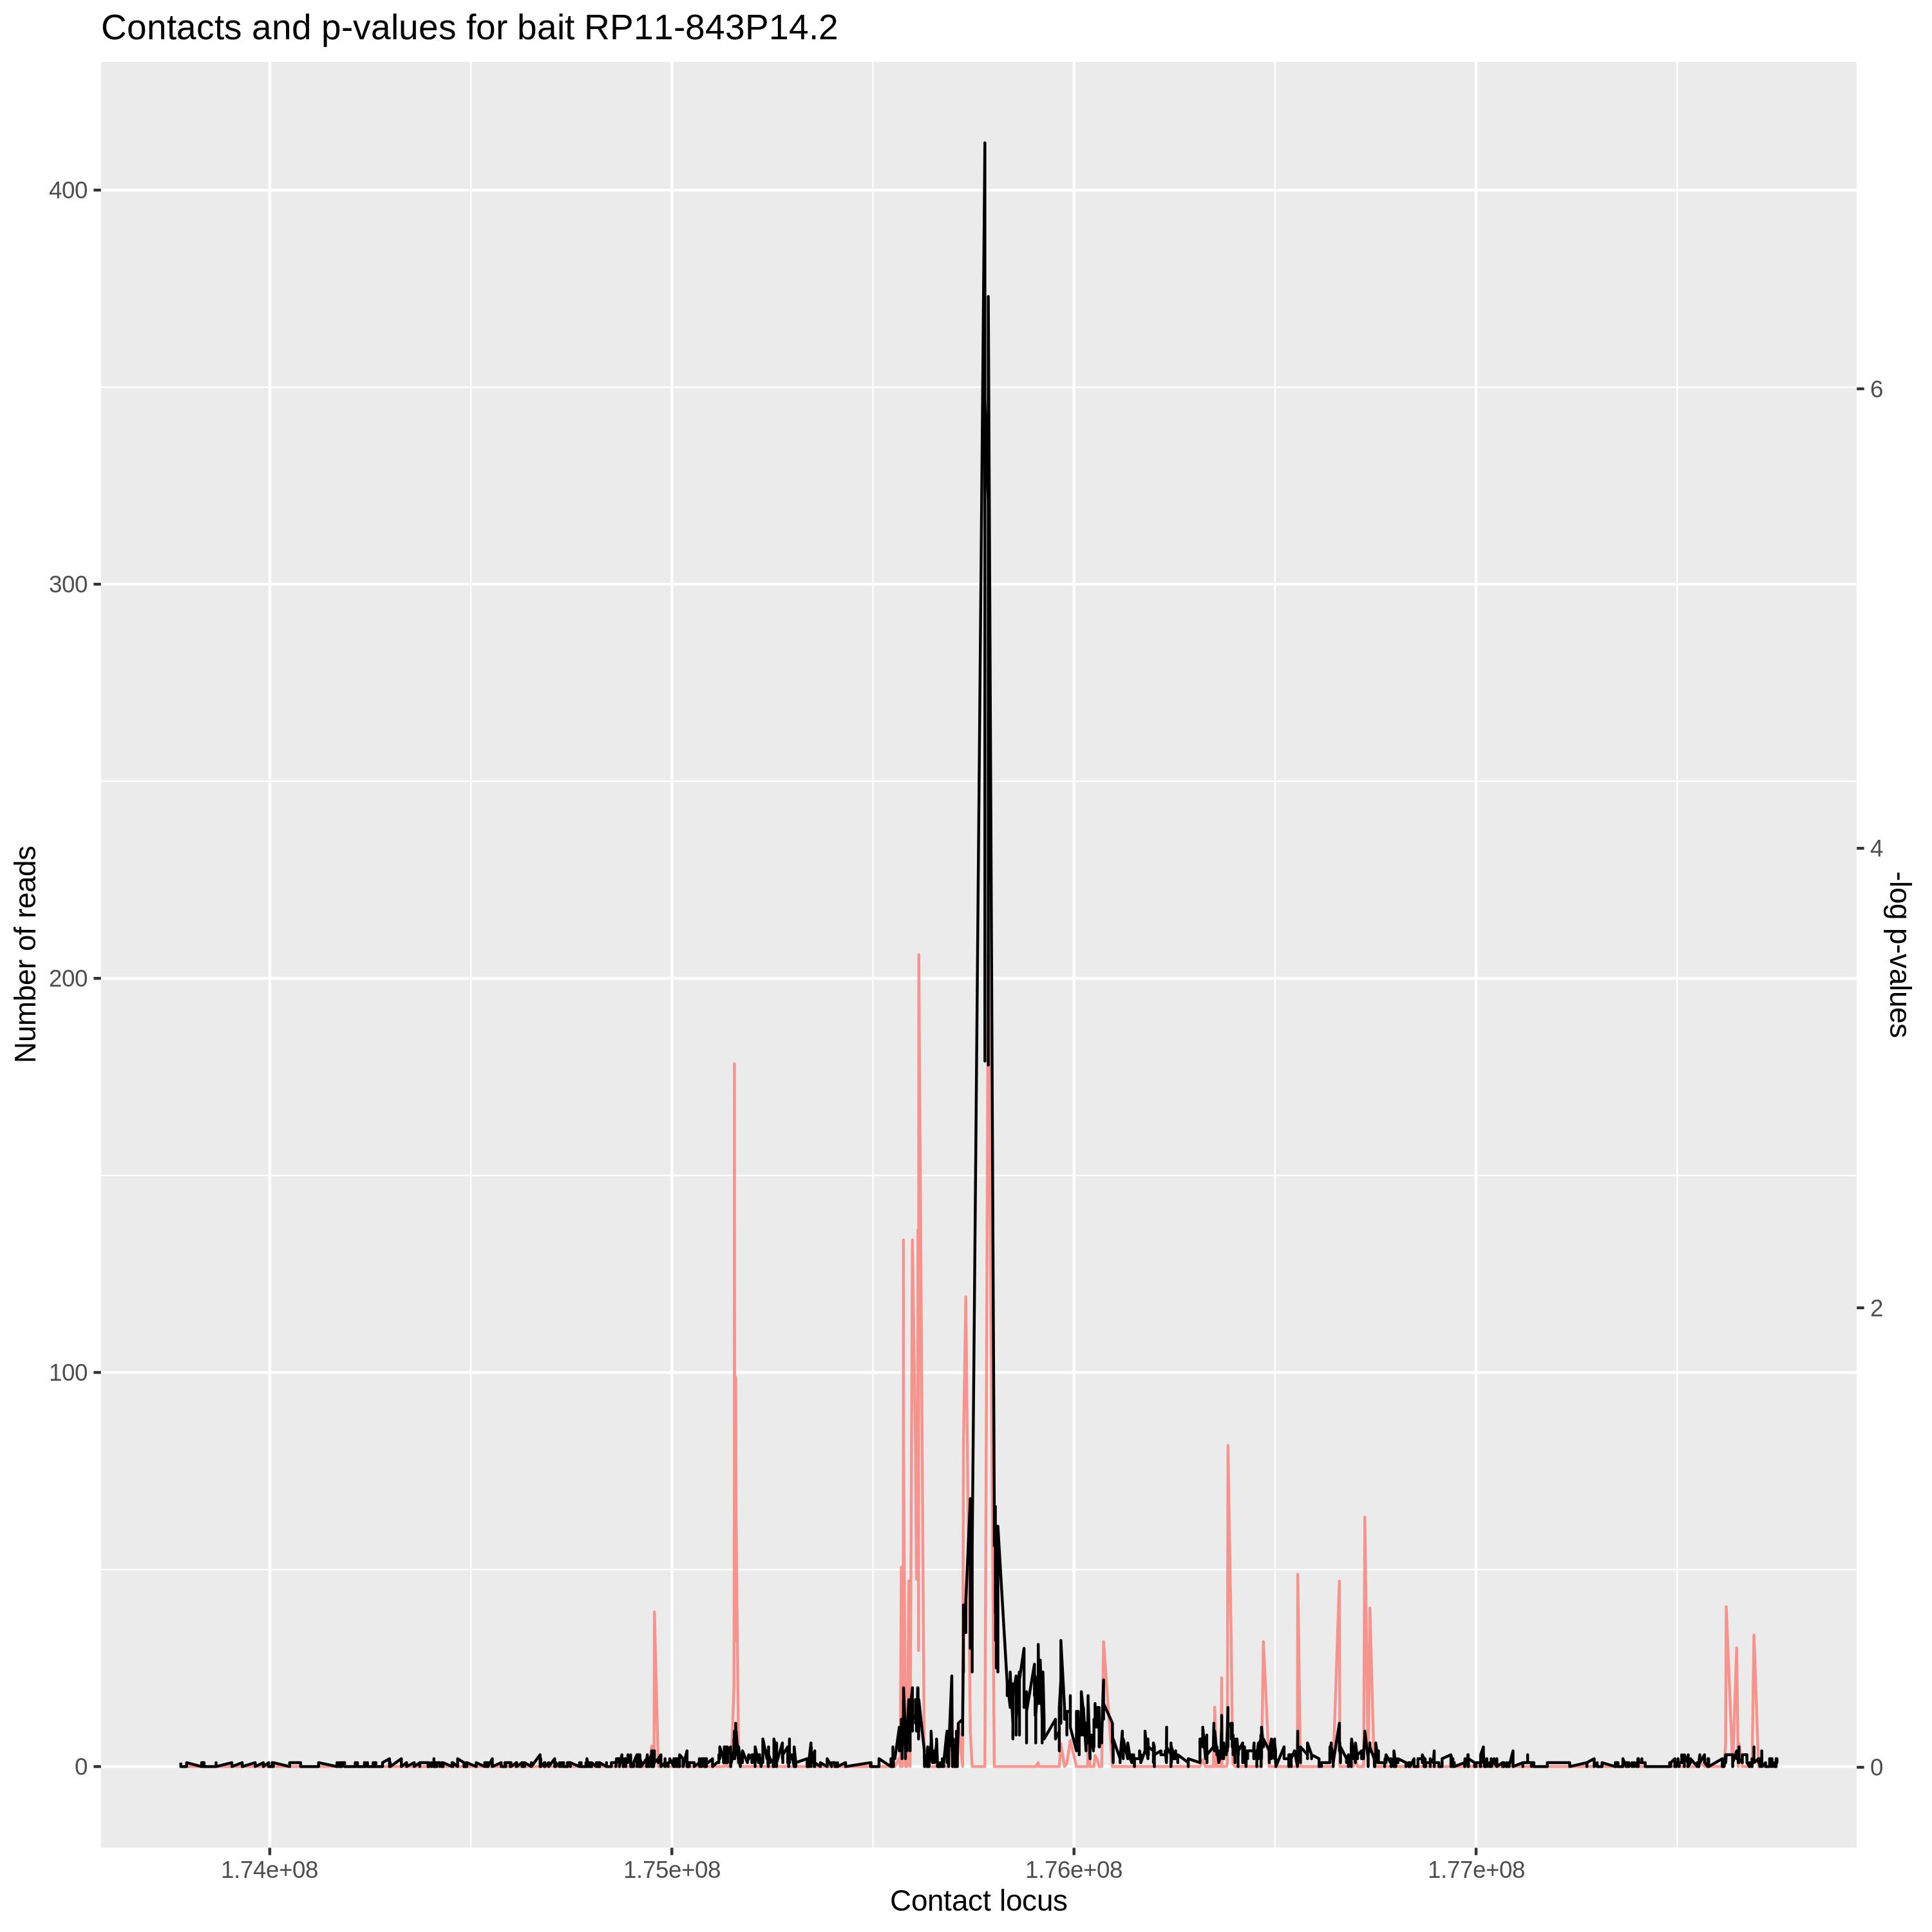 Contacts and p-values for bait RP11-843P14.2
400
300
200
100
0
Number of reads
6
4
2
0
-log p-values
1.74e+08
1.75e+08
1.76e+08
1.77e+08
Contact locus